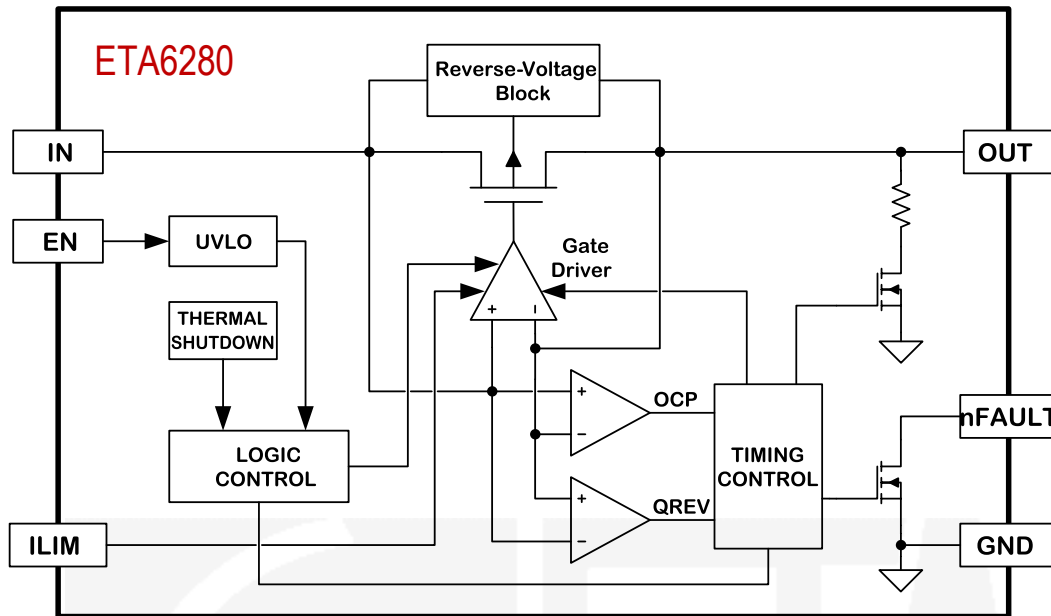 ETA6280
Reverse-Voltage
Block
IN
OUT
EN
UVLO
Gate
Driver
THERMAL
SHUTDOWN
+ −
+
OCP
−
nFAULT
LOGIC
CONTROL
TIMING
CONTROL
+
QREV
−
ILIM
GND